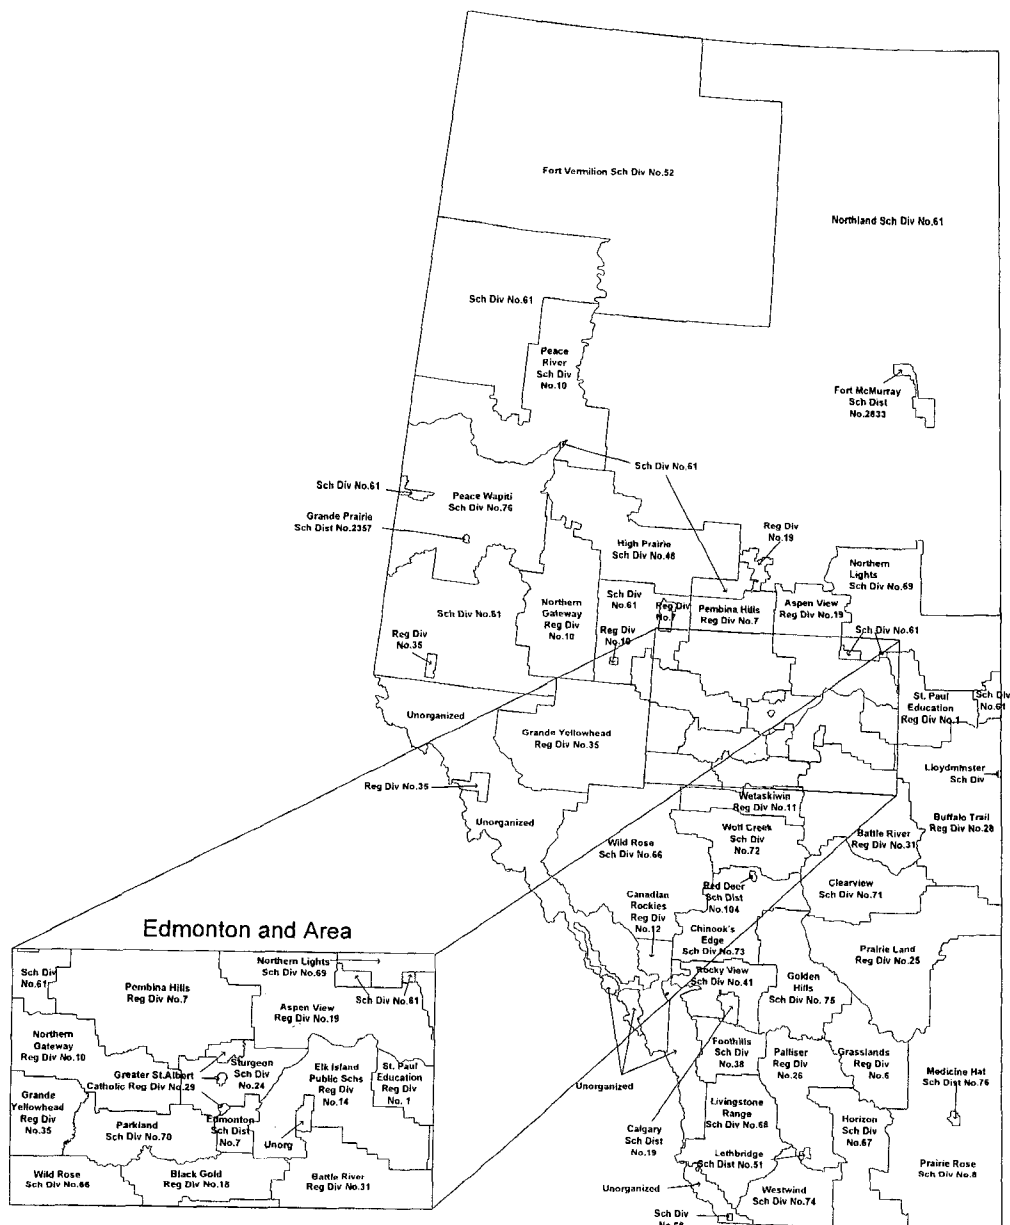 Fort Vermilion Sch Div No.52
Northland Sch Div No.61
Sch Div No.61
Peace
River
Sch Div
No.10
Fort McMurray
Sch Dist
No.2833
Sch Div No.61
Sch Div No.61
Peace Wapiti
Sch Div No.76
Grande Prairie
Sch Dist No.2357
Reg Div
No.19
High Prairie
Sch Div No.48
Northern
Lights
Sch Div No.69
Sch Div No.61
Northern
Gateway
Reg Div
No.10
Sch Div
No.61
Reg Div
No.7
Pembina Hills
Reg Div No.7
Aspen View
Reg Div No.19
Sch Div No.61
Reg Div
No.35
Reg Div
No.10
St. Paul
Education
Reg Div No.1
Sch Div
No.61
Unorganized
Grande Yellowhead
Reg Div No.35
Lloydminster
Sch Div
Reg Div No.35
Wetaskiwin
Reg Div No.11
Unorganized
Wild Rose
Sch Div No.66
Wolf Creek
Sch Div
No.72
Battle River
Reg Div No.31
Buffalo Trail
Reg Div No.28
Clearview
Sch Div No.71
Red Deer
Sch Dist
No.104
Canadian
Rockies
Reg Div
No.12
Chinook's
Edge
Sch Div No.73
Prairie Land
Reg Div No.25
Rocky View
Sch Div No.41
Golden
Hills
Sch Div No. 75
Foothills
Sch Div
No.38
Palliser
Reg Div
No.26
Grasslands
Reg Div
No.6
Medicine Hat
Sch Dist No.76
Unorganized
Livingstone
Range
Sch Div No.68
Calgary
Sch Dist
No.19
Horizon
Sch Div
No.67
Lethbridge
Sch Dist No.51
Prairie Rose
Sch Div No.8
Unorganized
Westwind
Sch Div No.74
Sch Div
Edmonton and Area
Sch Div
No.61
Pembina Hills
Reg Div No.7
Northern Lights
Sch Div No.69
Sch Div No.61
Aspen View
Reg Div No.19
Northern
Gateway
Reg Div No.10
Greater St.Albert
Catholic Reg Div No.29
Sturgeon
Sch Div
No.24
Elk Island
Public Schs
Reg Div
No.14
St. Paul
Education
Reg Div
No. 1
Grande
Yellowhead
Reg Div
No.35
Parkland
Sch Div No.70
Edmonton
Sch Dist
No.7
Unorg
Wild Rose
Sch Div No.66
Black Gold
Reg Div No.18
Battle River
Reg Div No.31